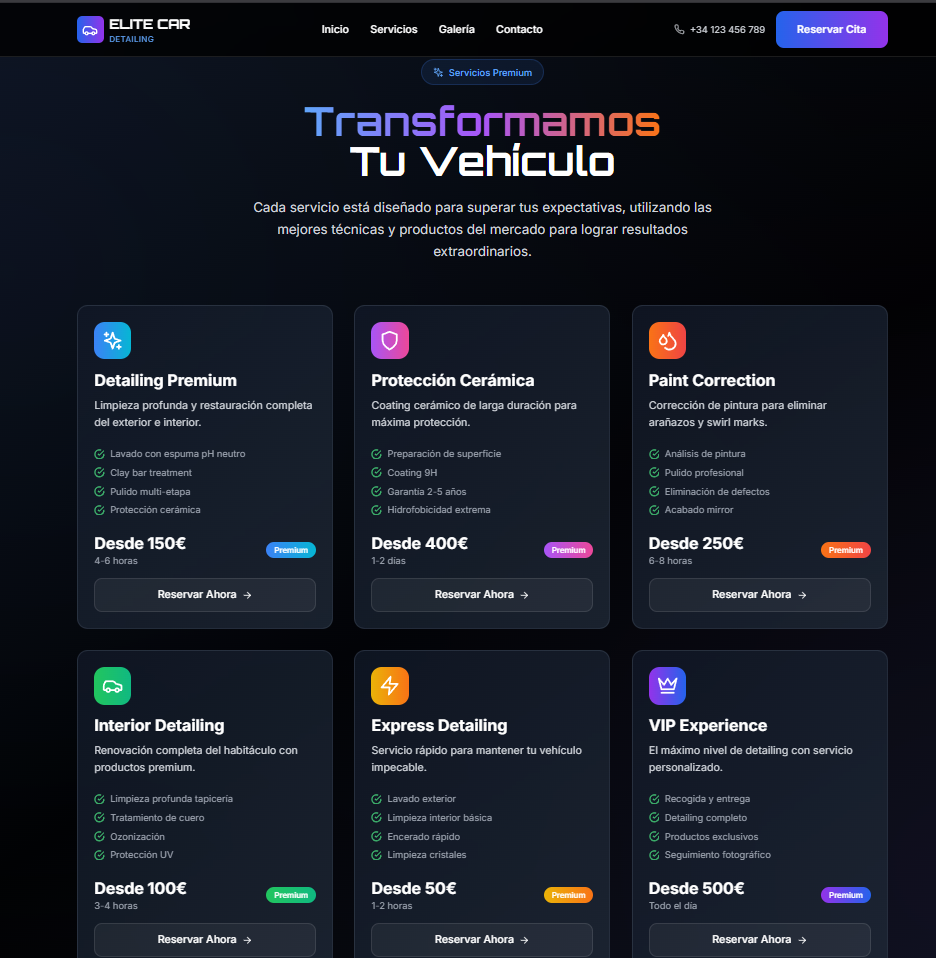 ELITE CAR
DETAILING
Inicio Servicios Galería Contacto
+34 123 456 789
Reservar Cita
Servicios Premium
Transformamos
Tu Vehículo
Cada servicio está diseñado para superar tus expectativas, utilizando las
mejores técnicas y productos del mercado para lograr resultados
extraordinarios.
Detailing Premium
Limpieza profunda y restauración completa
del exterior e interior.
Lavado con espuma pH neutro
Clay bar treatment
Pulido multi-etapa
Protección cerámica
Desde 150€
4-6 horas
Premium
Reservar Ahora →
Protección Cerámica
Coating cerámico de larga duración para
máxima protección.
Preparación de superficie
Coating 9H
Garantía 2-5 años
Hidrofobicidad extrema
Desde 400€
1-2 días
Premium
Reservar Ahora →
Paint Correction
Corrección de pintura para eliminar
arañazos y swirl marks.
Análisis de pintura
Pulido profesional
Eliminación de defectos
Acabado mirror
Desde 250€
6-8 horas
Premium
Reservar Ahora →
Interior Detailing
Renovación completa del habitáculo con
productos premium.
Limpieza profunda tapicería
Tratamiento de cuero
Ozonización
Protección UV
Desde 100€
3-4 horas
Premium
Reservar Ahora →
Express Detailing
Servicio rápido para mantener tu vehículo
impecable.
Lavado exterior
Limpieza interior básica
Encerado rápido
Limpieza cristales
Desde 50€
1-2 horas
Premium
Reservar Ahora →
VIP Experience
El máximo nivel de detailing con servicio
personalizado.
Recogida y entrega
Detailing completo
Productos exclusivos
Seguimiento fotográfico
Desde 500€
Todo el día
Premium
Reservar Ahora →